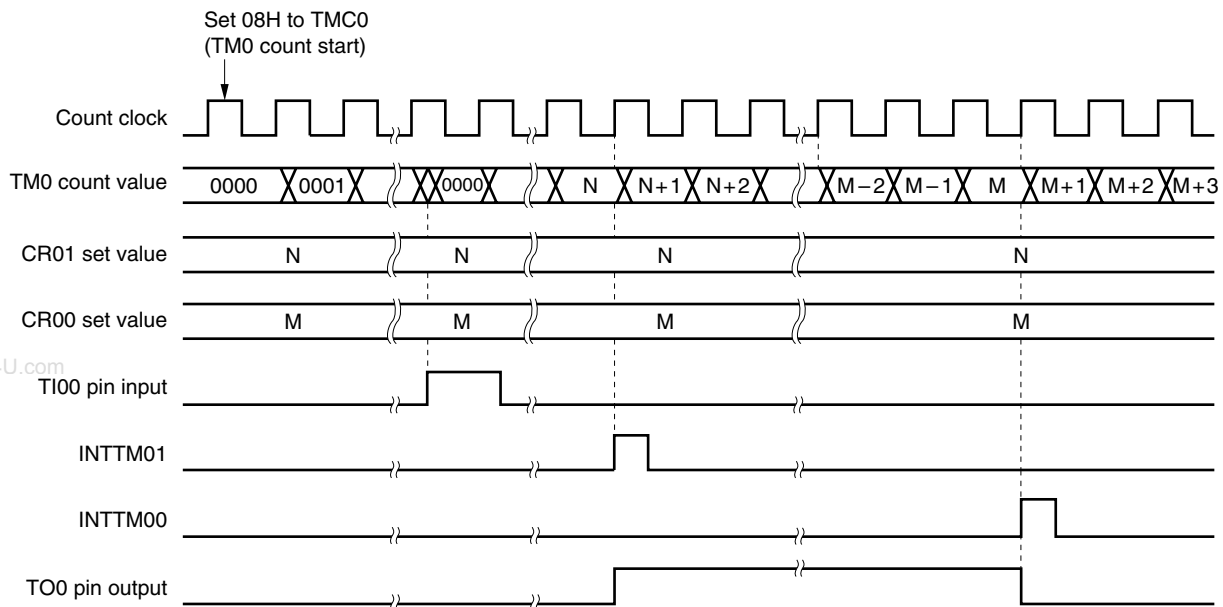 Set 08H to TMC0
(TM0 count start)
Count clock
TM0 count value 0000 0001 0000 N N+1 N+2 M−2 M−1 M M+1 M+2 M+3
CR01 set value N N N N
CR00 set value M M M M
U.com
TI00 pin input
INTTM01
INTTM00
TO0 pin output